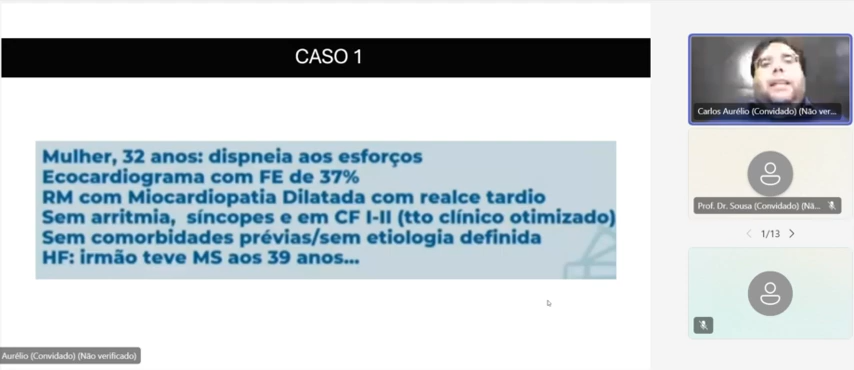 CASO 1
Mulher, 32 anos: dispneia aos esforços
Ecocardiograma com FE de 37%
RM com Miocardiopatia Dilatada com realce tardio
Sem arritmia, síncopes e em CF I-II (tto clínico otimizado)
Sem comorbidades prévias/sem etiologia definida
HF: irmão teve MS aos 39 anos...
Carlos Aurélio (Convidado) (Não ver...
Prof. Dr. Sousa (Convidado) (Nã...
1/13
Aurélio (Convidado) (Não verificado)